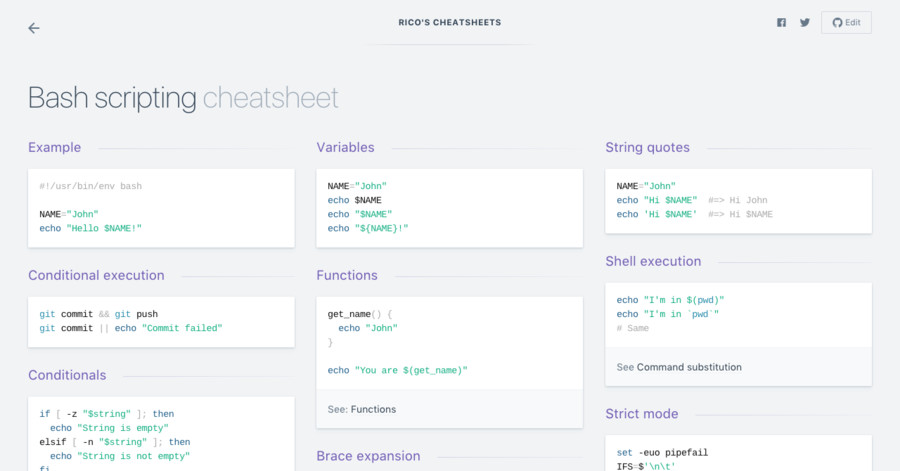 RICO'S CHEATSHEETS
Edit
Bash scripting cheatsheet
Example
#!/usr/bin/env bash
NAME="John"
echo "Hello $NAME!"
Conditional execution
git commit && git push
git commit || echo "Commit failed"
Conditionals
if [ -z "$string" ]; then
  echo "String is empty"
elsif [ -n "$string" ]; then
  echo "String is not empty"
fi
Variables
NAME="John"
echo $NAME
echo "$NAME"
echo "${NAME}!"
Functions
get_name() {
  echo "John"
}
echo "You are $(get_name)"
See: Functions
Brace expansion
String quotes
NAME="John"
echo "Hi $NAME"  #=> Hi John
echo 'Hi $NAME'  #=> Hi $NAME
Shell execution
echo "I'm in $(pwd)"
echo "I'm in `pwd`"
# Same
See Command substitution
Strict mode
set -euo pipefail
IFS=$'\n\t'